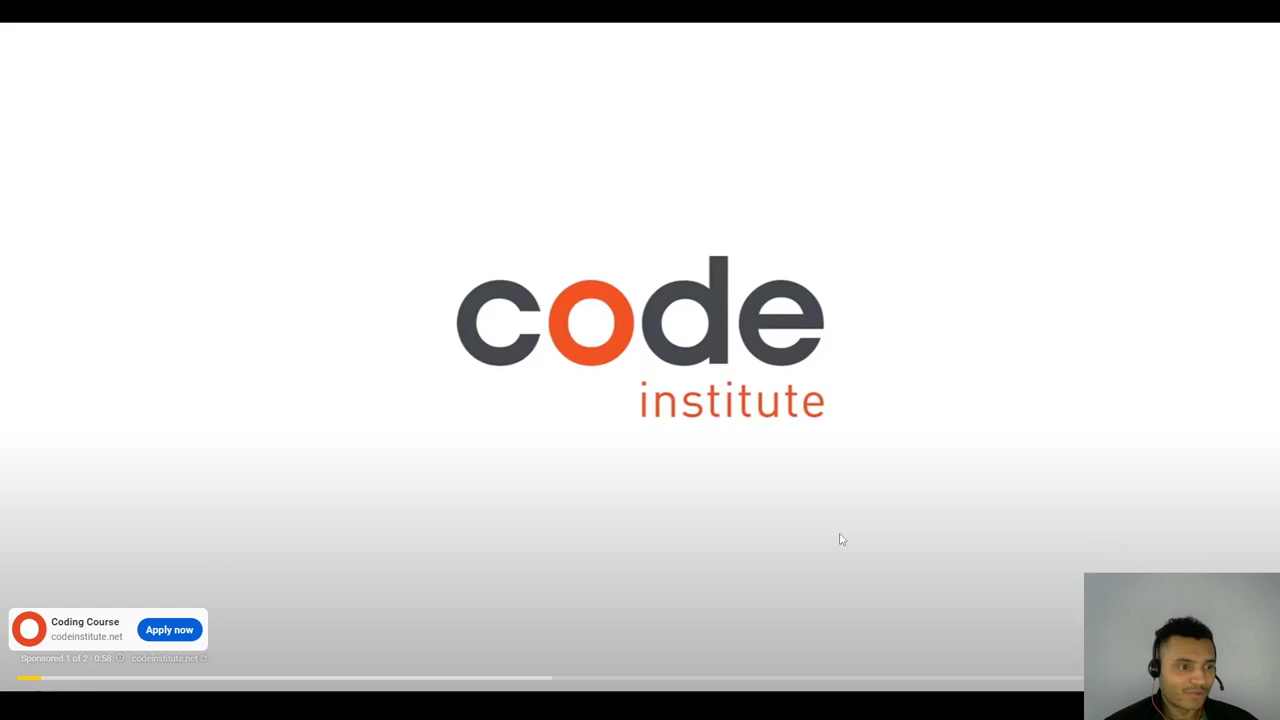 code
institute
Coding Course
codeinstitute.net
Apply now
Sponsored 1 of 2 · 0:58 codeinstitute.net